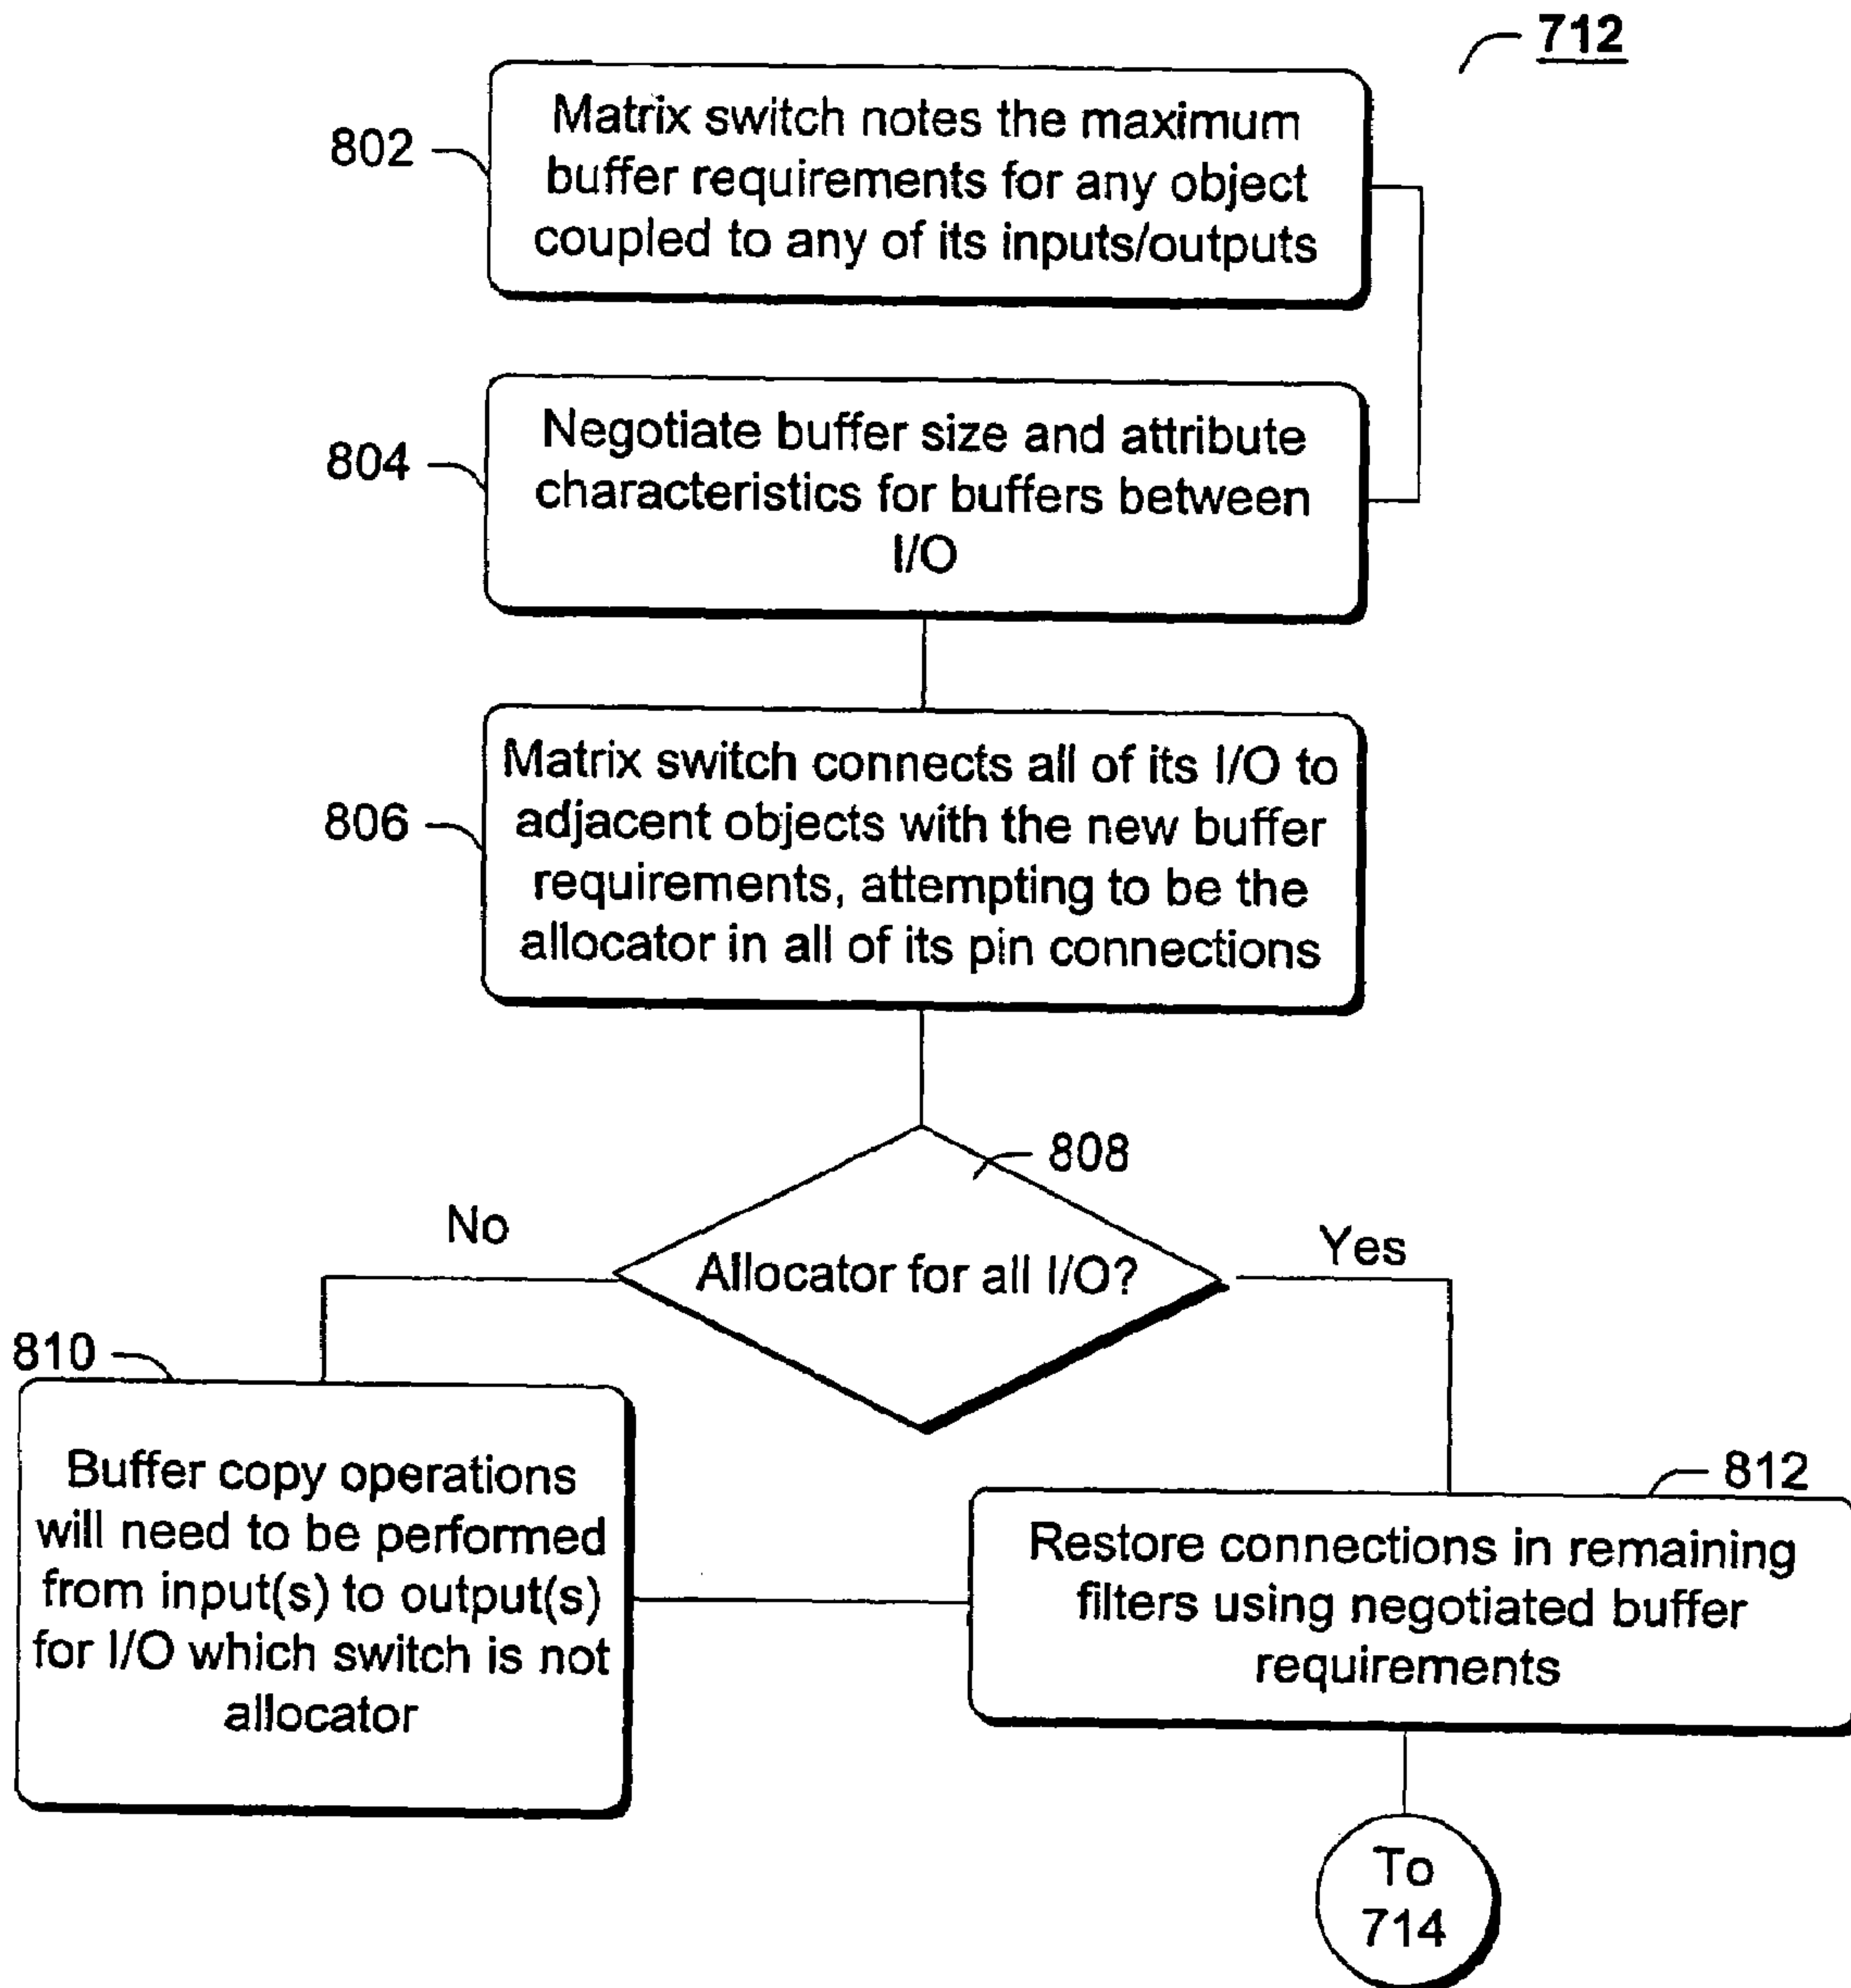 712
802
Matrix switch notes the maximum
buffer requirements for any object
coupled to any of its inputs/outputs
804
Negotiate buffer size and attribute
characteristics for buffers between
I/O
806
Matrix switch connects all of its I/O to
adjacent objects with the new buffer
requirements, attempting to be the
allocator in all of its pin connections
808
No
Allocator for all I/O?
Yes
810
Buffer copy operations
will need to be performed
from input(s) to output(s)
for I/O which switch is not
allocator
812
Restore connections in remaining
filters using negotiated buffer
requirements
To
714